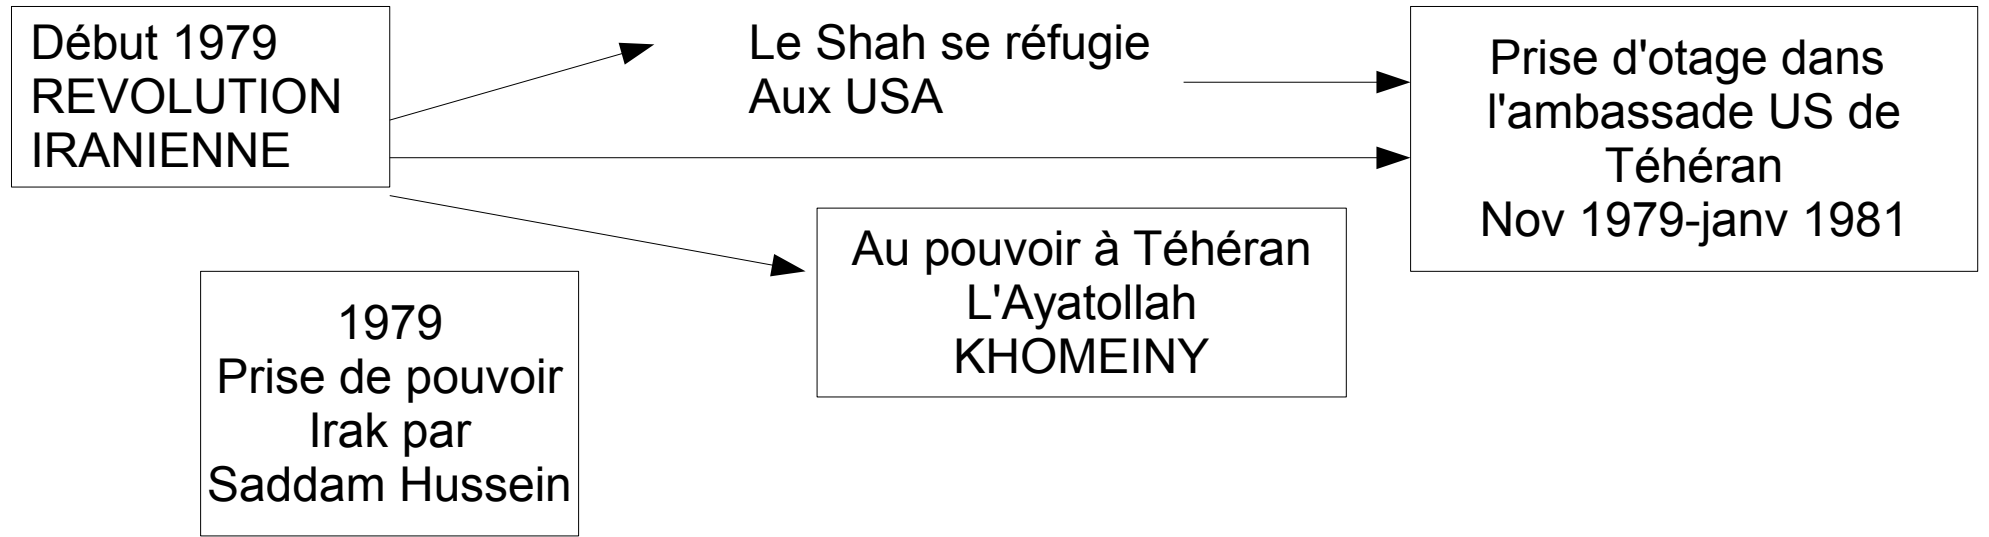 Début 1979
REVOLUTION
IRANIENNE
Le Shah se réfugie
Aux USA
Prise d'otage dans
l'ambassade US de
Téhéran
Nov 1979-janv 1981
Au pouvoir à Téhéran
L'Ayatollah
KHOMEINY
1979
Prise de pouvoir
Irak par
Saddam Hussein